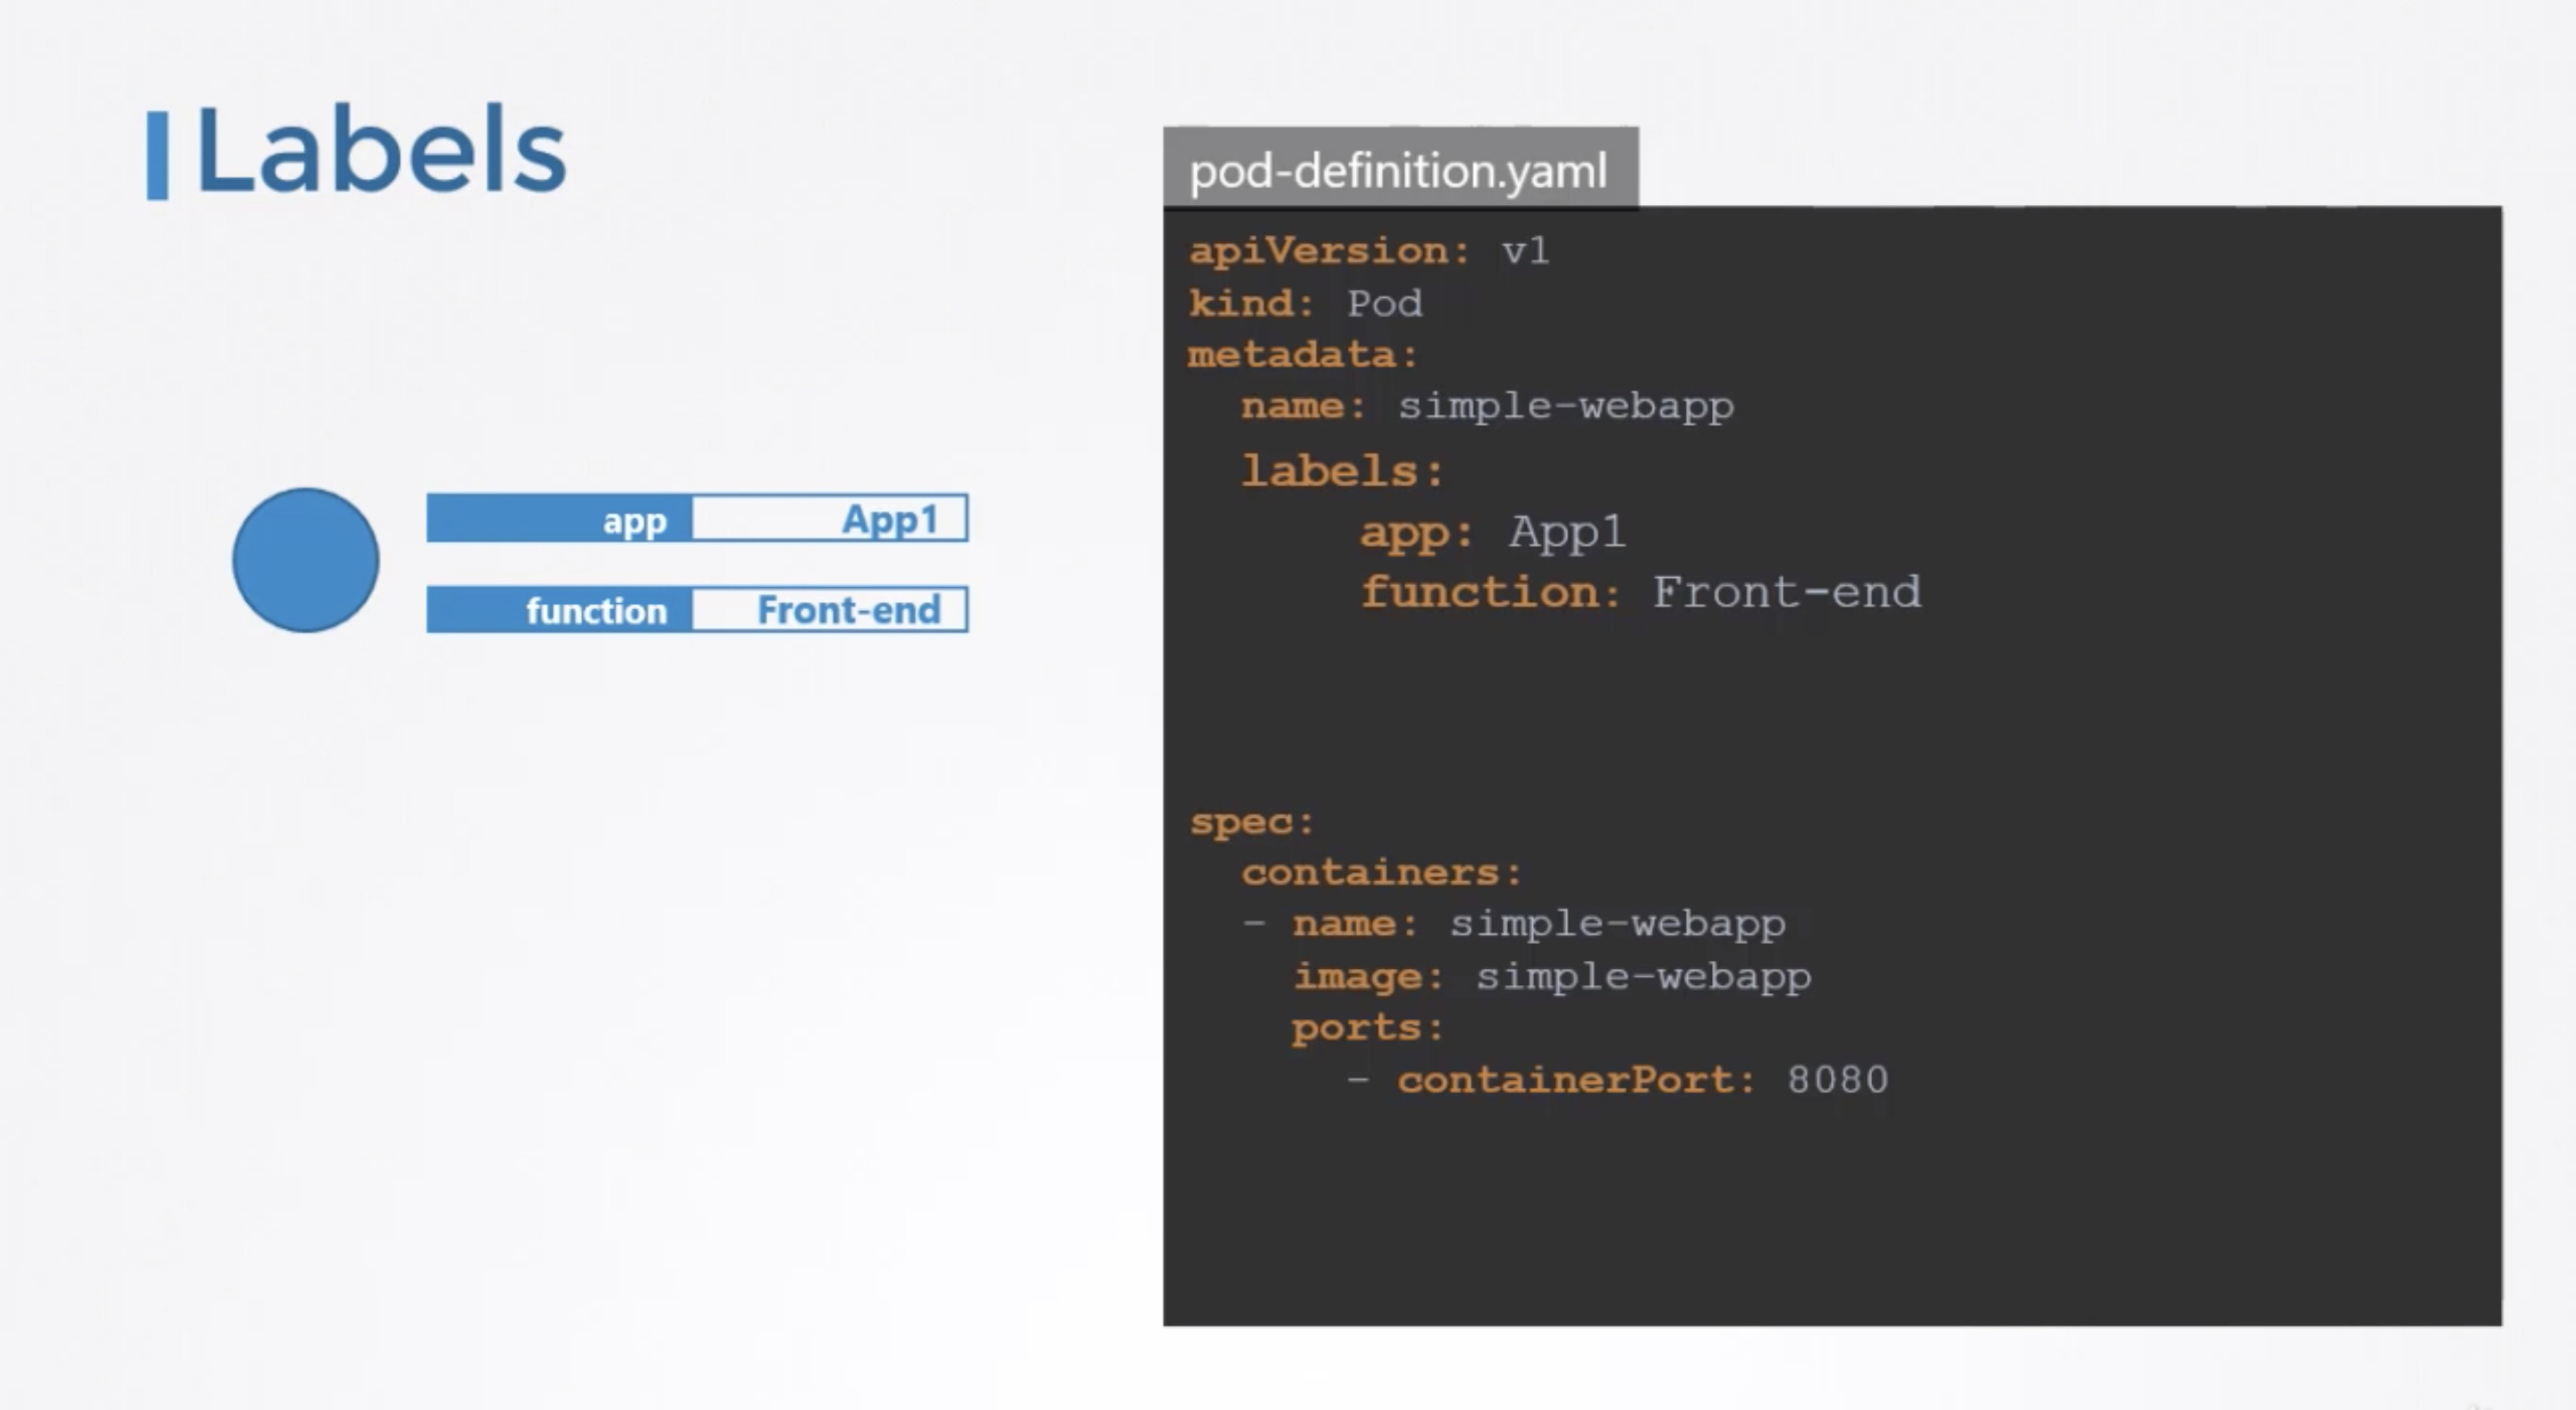 Labels
app App1
function Front-end
pod-definition.yaml
apiVersion: v1
kind: Pod
metadata:
  name: simple-webapp
  labels:
      app: App1
      function: Front-end
spec:
  containers:
  - name: simple-webapp
    image: simple-webapp
    ports:
      - containerPort: 8080